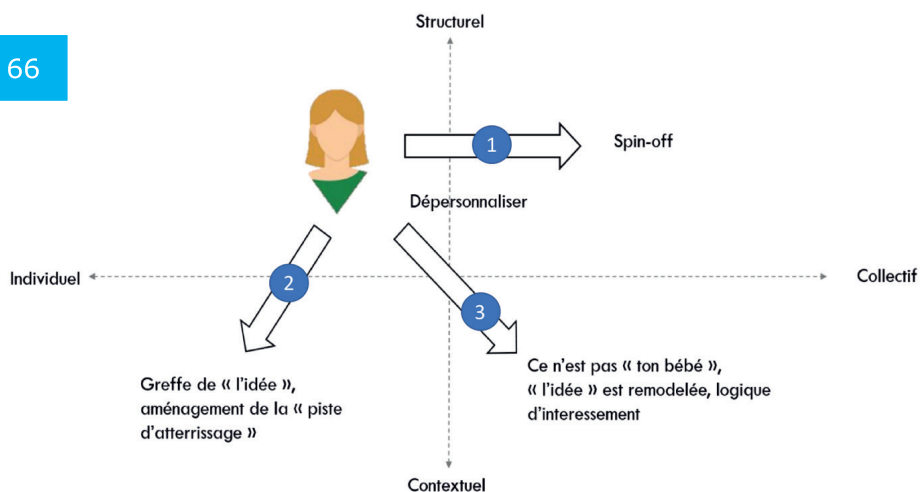 Structurel
66
1
Spin-off
Dépersonnaliser
Individuel
2
Collectif
3
Greffe de « l'idée »,
aménagement de la « piste
d'atterrissage »
Ce n'est pas « ton bébé »,
« l'idée » est remodelée, logique
d'interessement
Contextuel